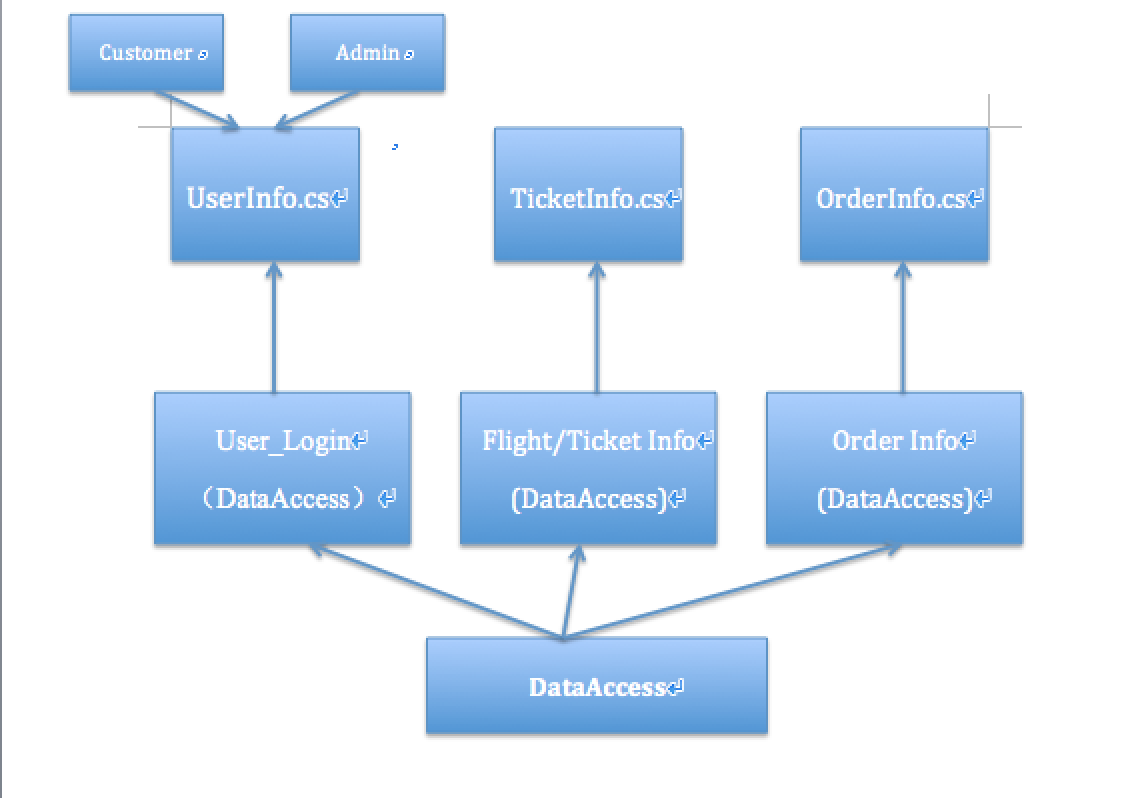 Customer
Admin
UserInfo.cs
TicketInfo.cs
OrderInfo.cs
User_Login
（DataAccess）
Flight/Ticket Info
(DataAccess)
Order Info
(DataAccess)
DataAccess